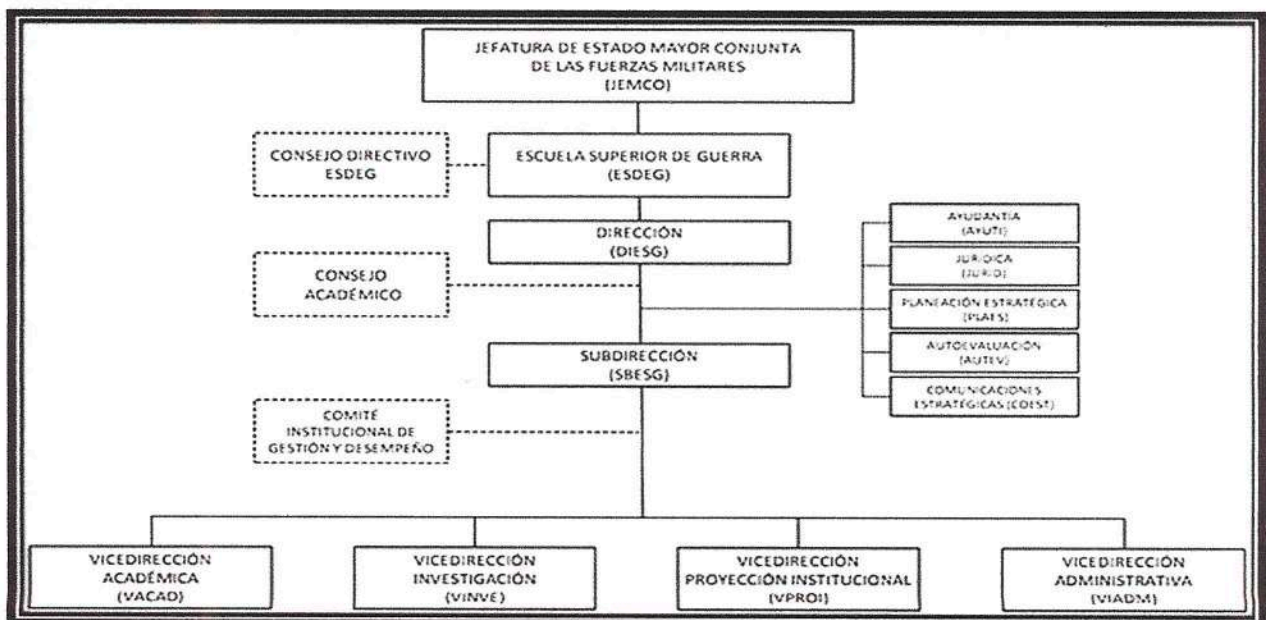 JEFATURA DE ESTADO MAYOR CONJUNTA
DE LAS FUERZAS MILITARES
(JEMCO)
CONSEJO DIRECTIVO
ESDEG
ESCUELA SUPERIOR DE GUERRA
(ESDEG)
DIRECCIÓN
(DIESG)
AYUDANTÍA
(AYUTI)
JURÍDICA
(JURID)
PLANEACIÓN ESTRATÉGICA
(PLAES)
AUTOEVALUACIÓN
(AUTEV)
COMUNICACIONES
ESTRATÉGICAS (COEST)
CONSEJO
ACADÉMICO
SUBDIRECCIÓN
(SBESG)
COMITÉ
INSTITUCIONAL DE
GESTIÓN Y DESEMPEÑO
VICEDIRECCIÓN
ACADÉMICA
(VACAD)
VICEDIRECCIÓN
INVESTIGACIÓN
(VINVE)
VICEDIRECCIÓN
PROYECCIÓN INSTITUCIONAL
(VPROI)
VICEDIRECCIÓN
ADMINISTRATIVA
(VIADM)